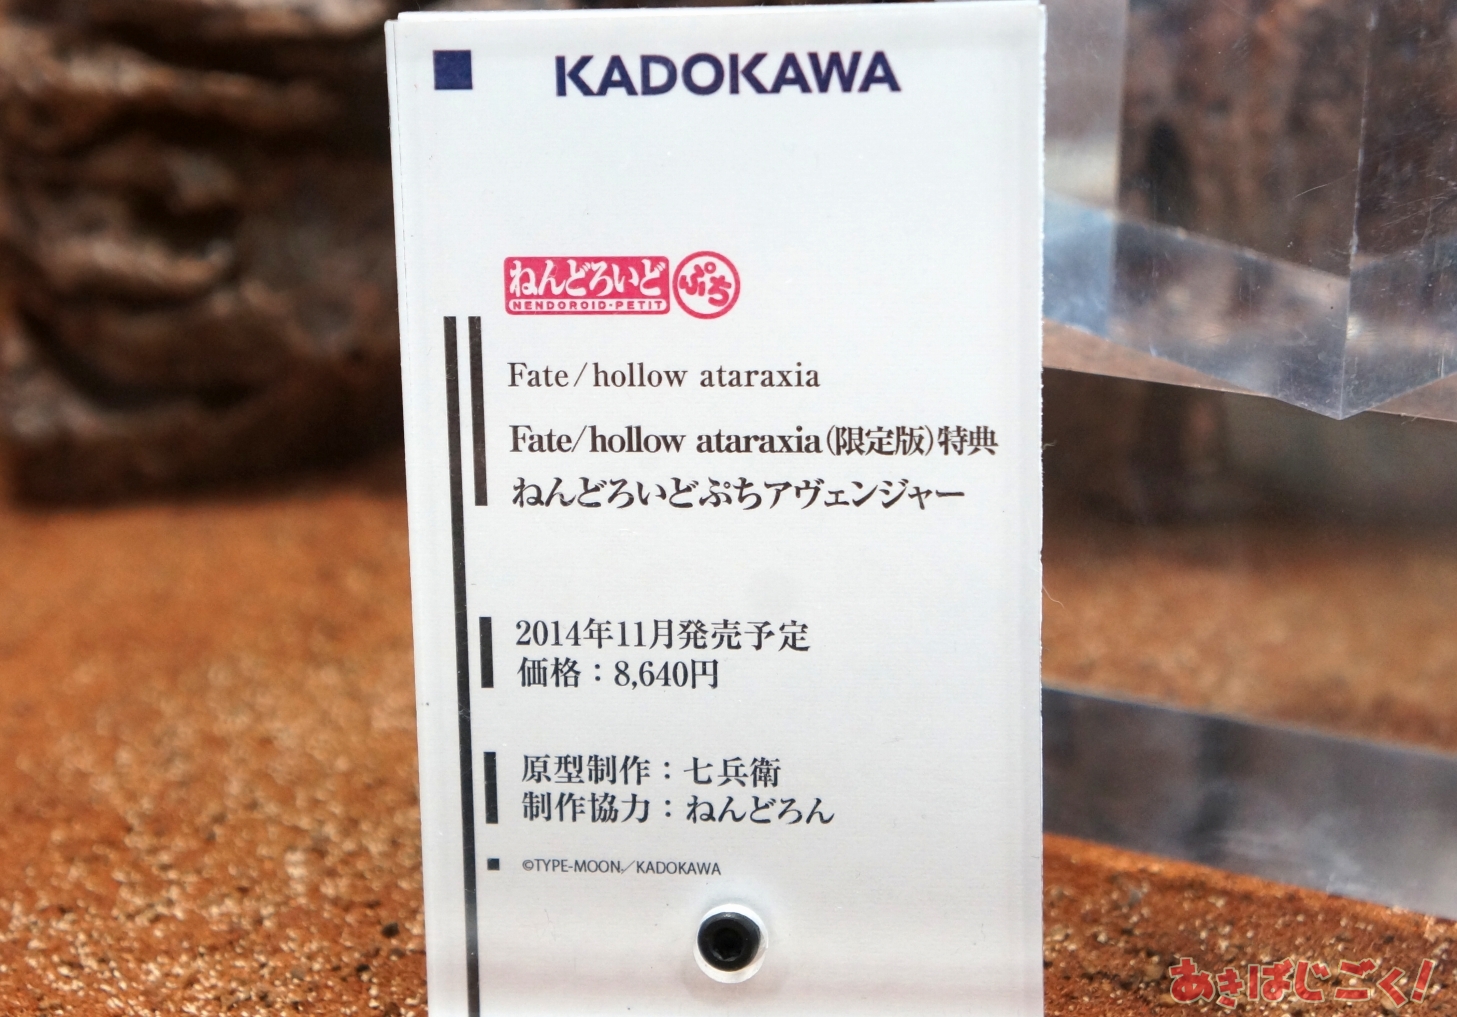 KADOKAWA
ねんどろいど ぷち
NENDOROID-PETIT
Fate/hollow ataraxia
Fate/hollow ataraxia(限定版)特典
ねんどろいどぷちアヴェンジャー
2014年11月発売予定
価格：8,640円
原型制作：七兵衛
制作協力：ねんどろん
©TYPE-MOON／KADOKAWA
あきばじごく!